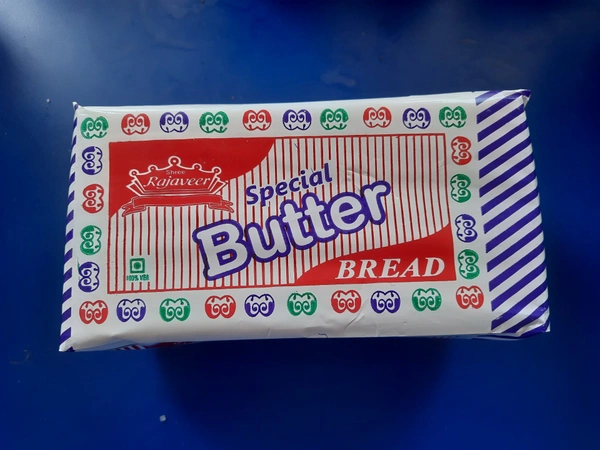 Shree
Rajaveer
Special
Butter
BREAD
100% VEG